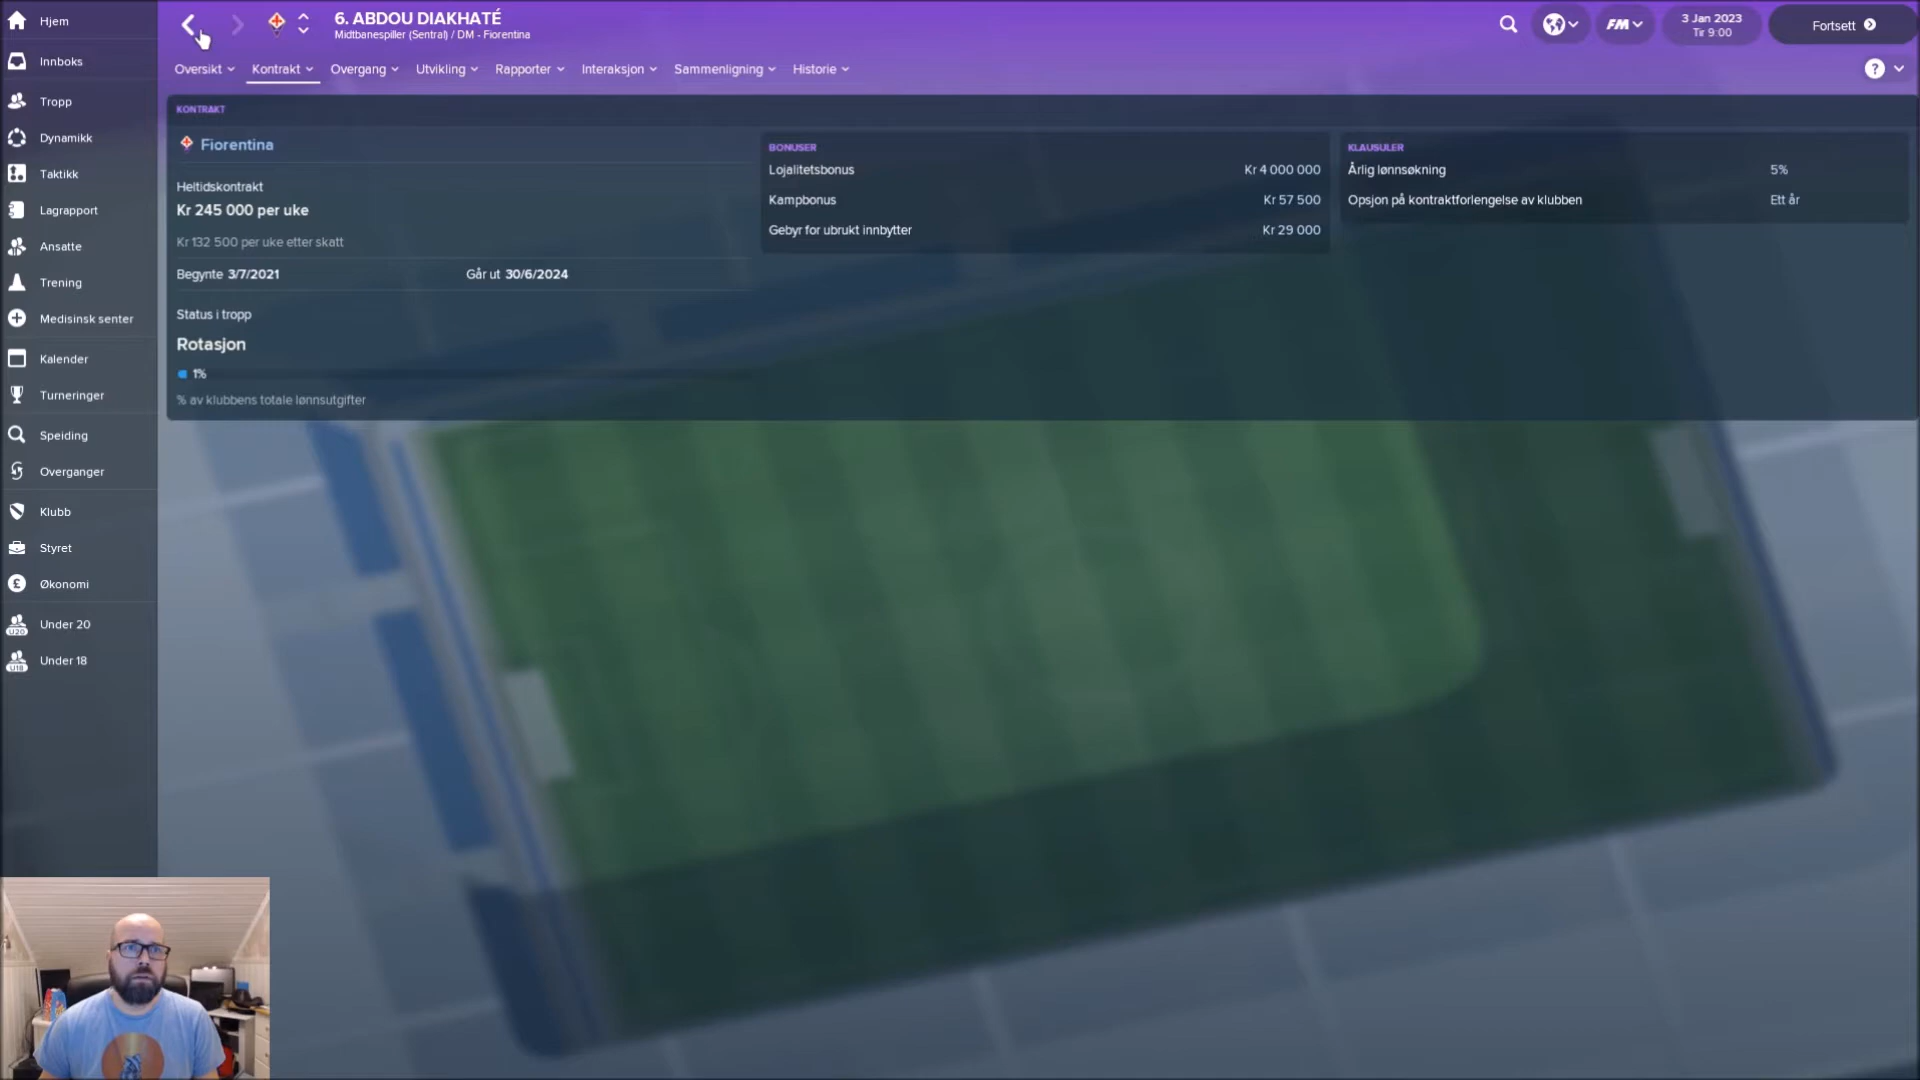 6. ABDOU DIAKHATÉ
Midtbanespiller (Sentral) / DM - Fiorentina
FM
3 Jan 2023
Tir 9:00
Fortsett
Oversikt
Kontrakt
Overgang
Utvikling
Rapporter
Interaksjon
Sammenligning
Historie
?
Hjem
Innboks
Tropp
Dynamikk
Taktikk
Lagrapport
Ansatte
Trening
Medisinsk senter
Kalender
Turneringer
Speiding
Overganger
Klubb
Styret
£ Økonomi
U20 Under 20
U18 Under 18
KONTRAKT
Fiorentina
Heltidskontrakt
Kr 245 000 per uke
Kr 132 500 per uke etter skatt
Begynte 3/7/2021
Går ut 30/6/2024
Status i tropp
Rotasjon
1%
% av klubbens totale lønnsutgifter
BONUSER
Lojalitetsbonus Kr 4 000 000
Kampbonus Kr 57 500
Gebyr for ubrukt innbytter Kr 29 000
KLAUSULER
Årlig lønnsøkning 5%
Opsjon på kontraktforlengelse av klubben Ett år